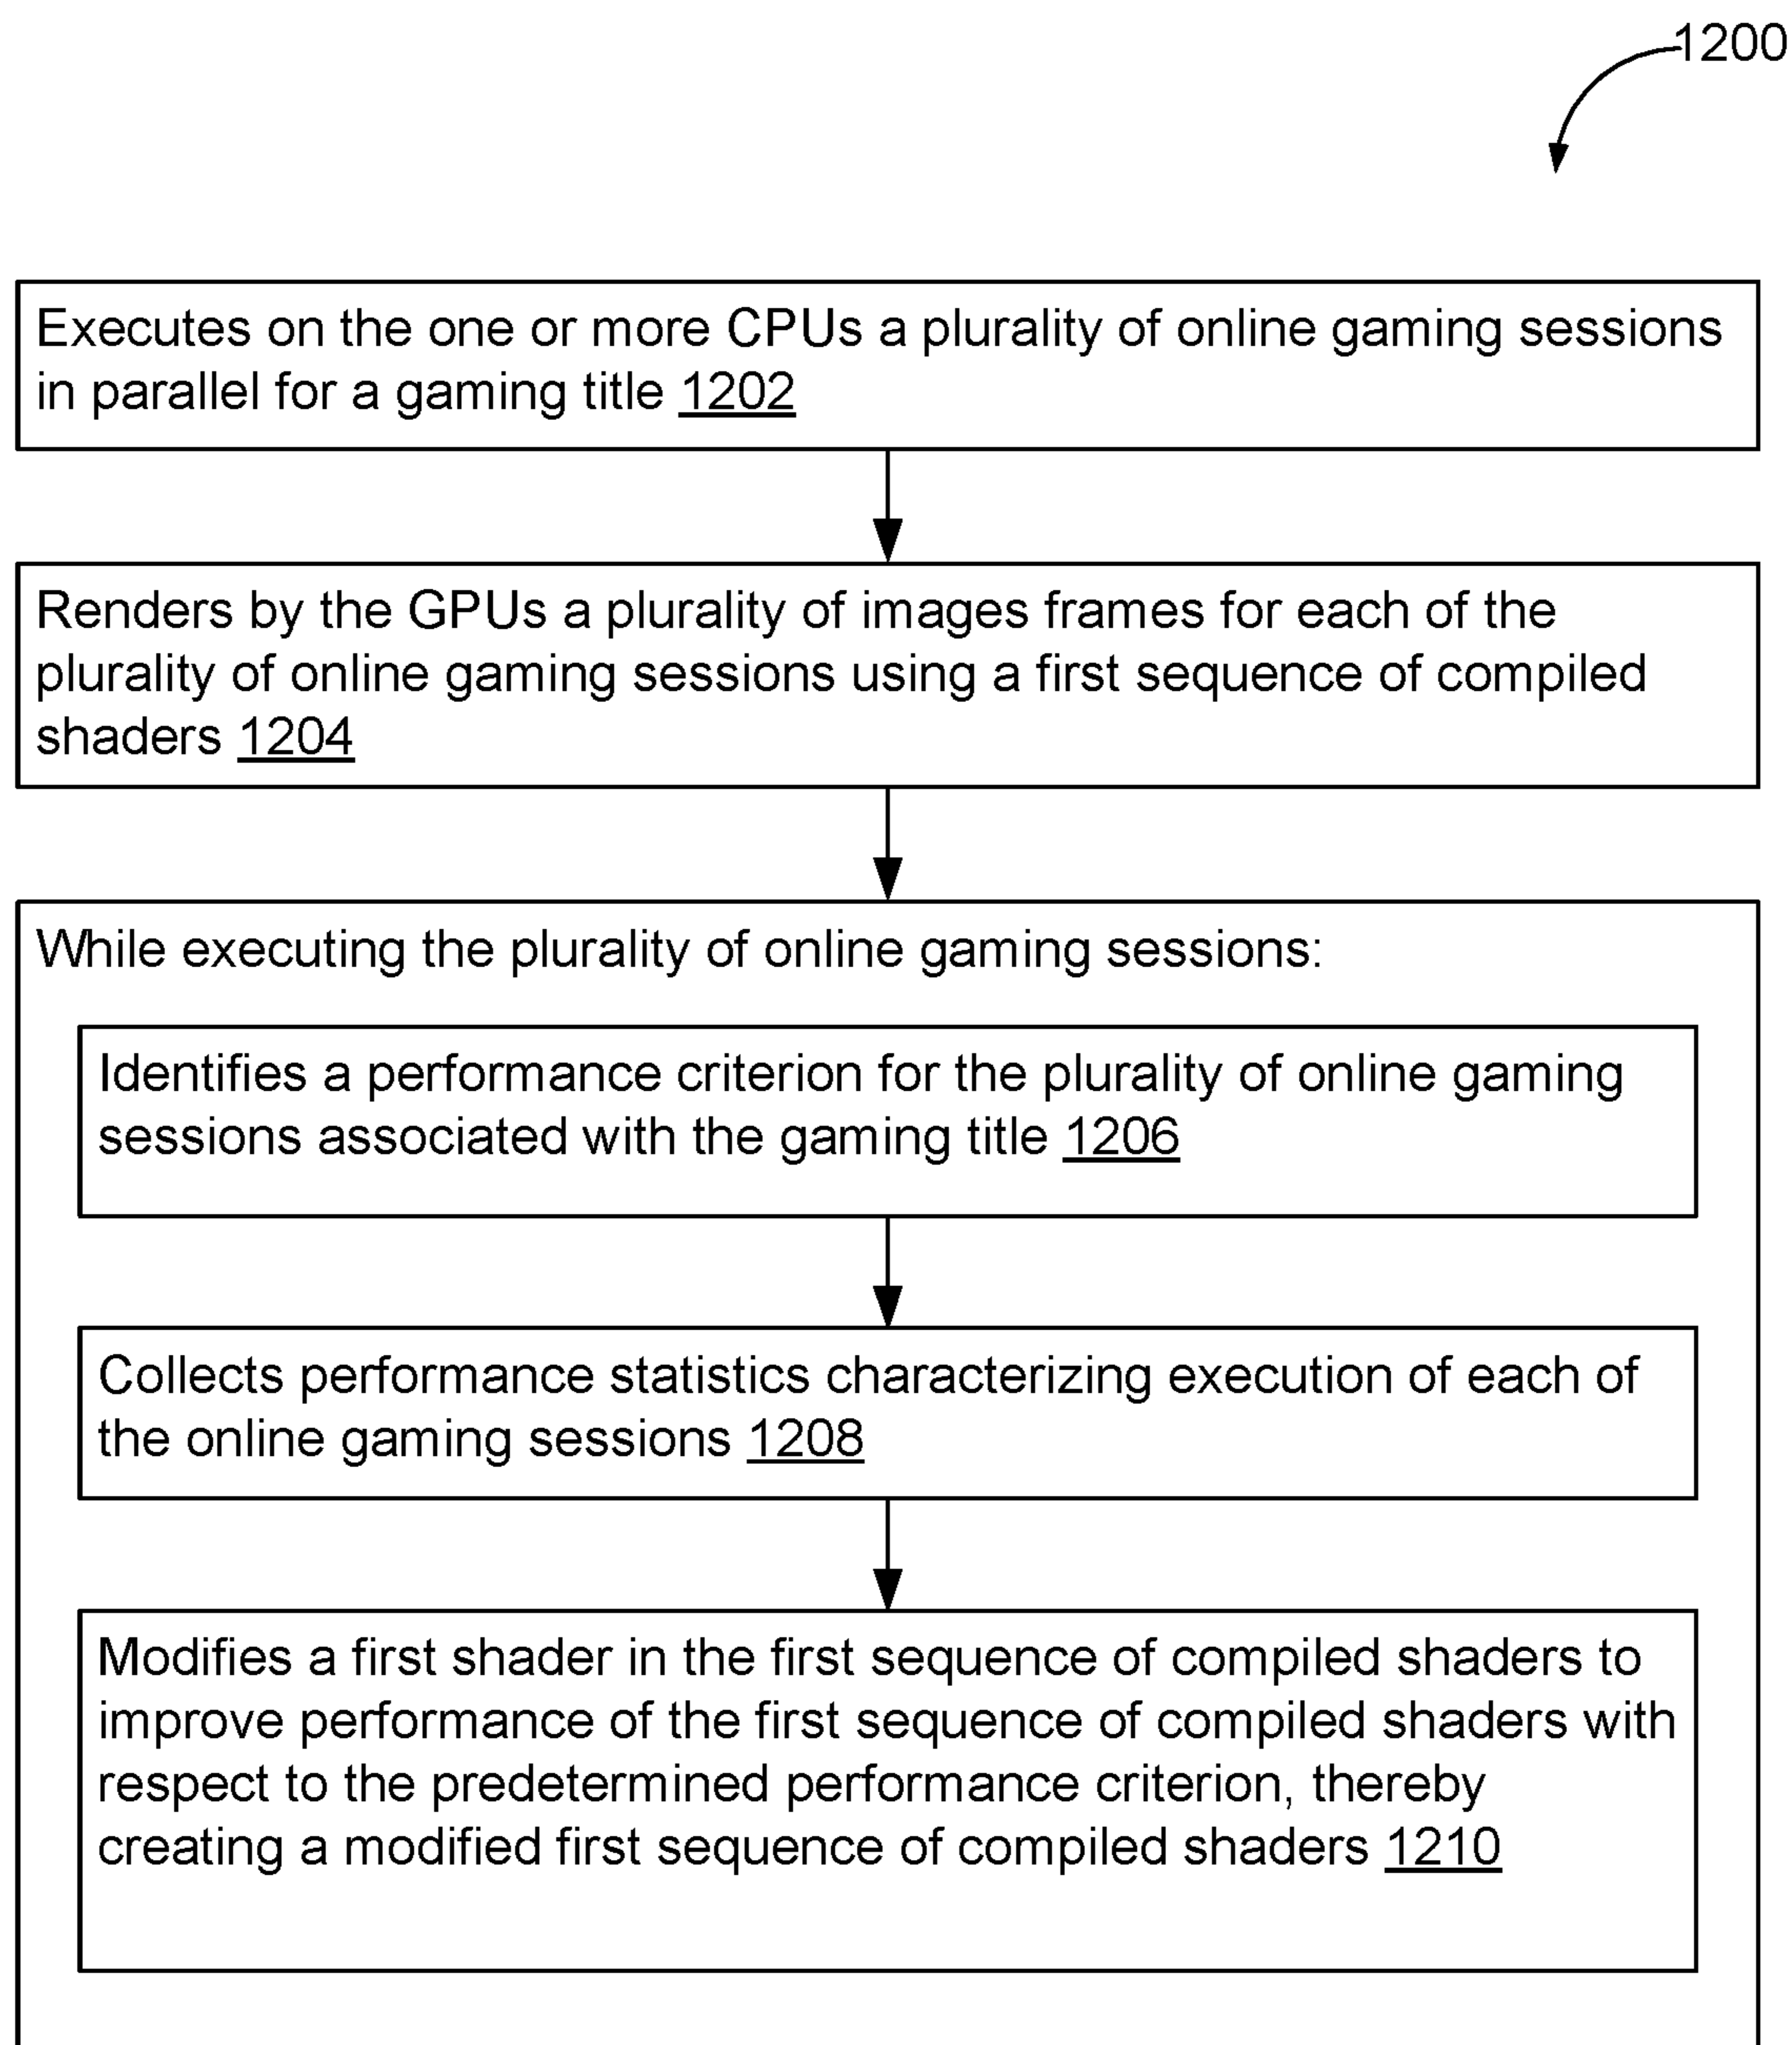 1200
Executes on the one or more CPUs a plurality of online gaming sessions
in parallel for a gaming title 1202
Renders by the GPUs a plurality of images frames for each of the
plurality of online gaming sessions using a first sequence of compiled
shaders 1204
While executing the plurality of online gaming sessions:
Identifies a performance criterion for the plurality of online gaming
sessions associated with the gaming title 1206
Collects performance statistics characterizing execution of each of
the online gaming sessions 1208
Modifies a first shader in the first sequence of compiled shaders to
improve performance of the first sequence of compiled shaders with
respect to the predetermined performance criterion, thereby
creating a modified first sequence of compiled shaders 1210